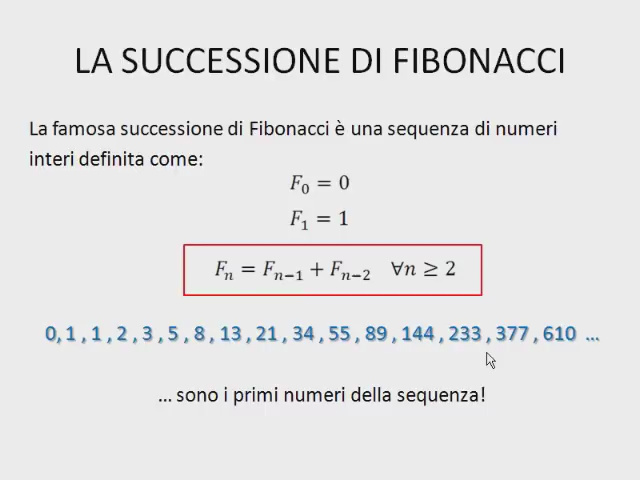 LA SUCCESSIONE DI FIBONACCI
La famosa successione di Fibonacci è una sequenza di numeri
interi definita come:
F₀ = 0
F₁ = 1
Fₙ = Fₙ₋₁ + Fₙ₋₂ ∀n ≥ 2
0, 1 , 1 , 2 , 3 , 5 , 8 , 13 , 21 , 34 , 55 , 89 , 144 , 233 , 377 , 610 ...
... sono i primi numeri della sequenza!